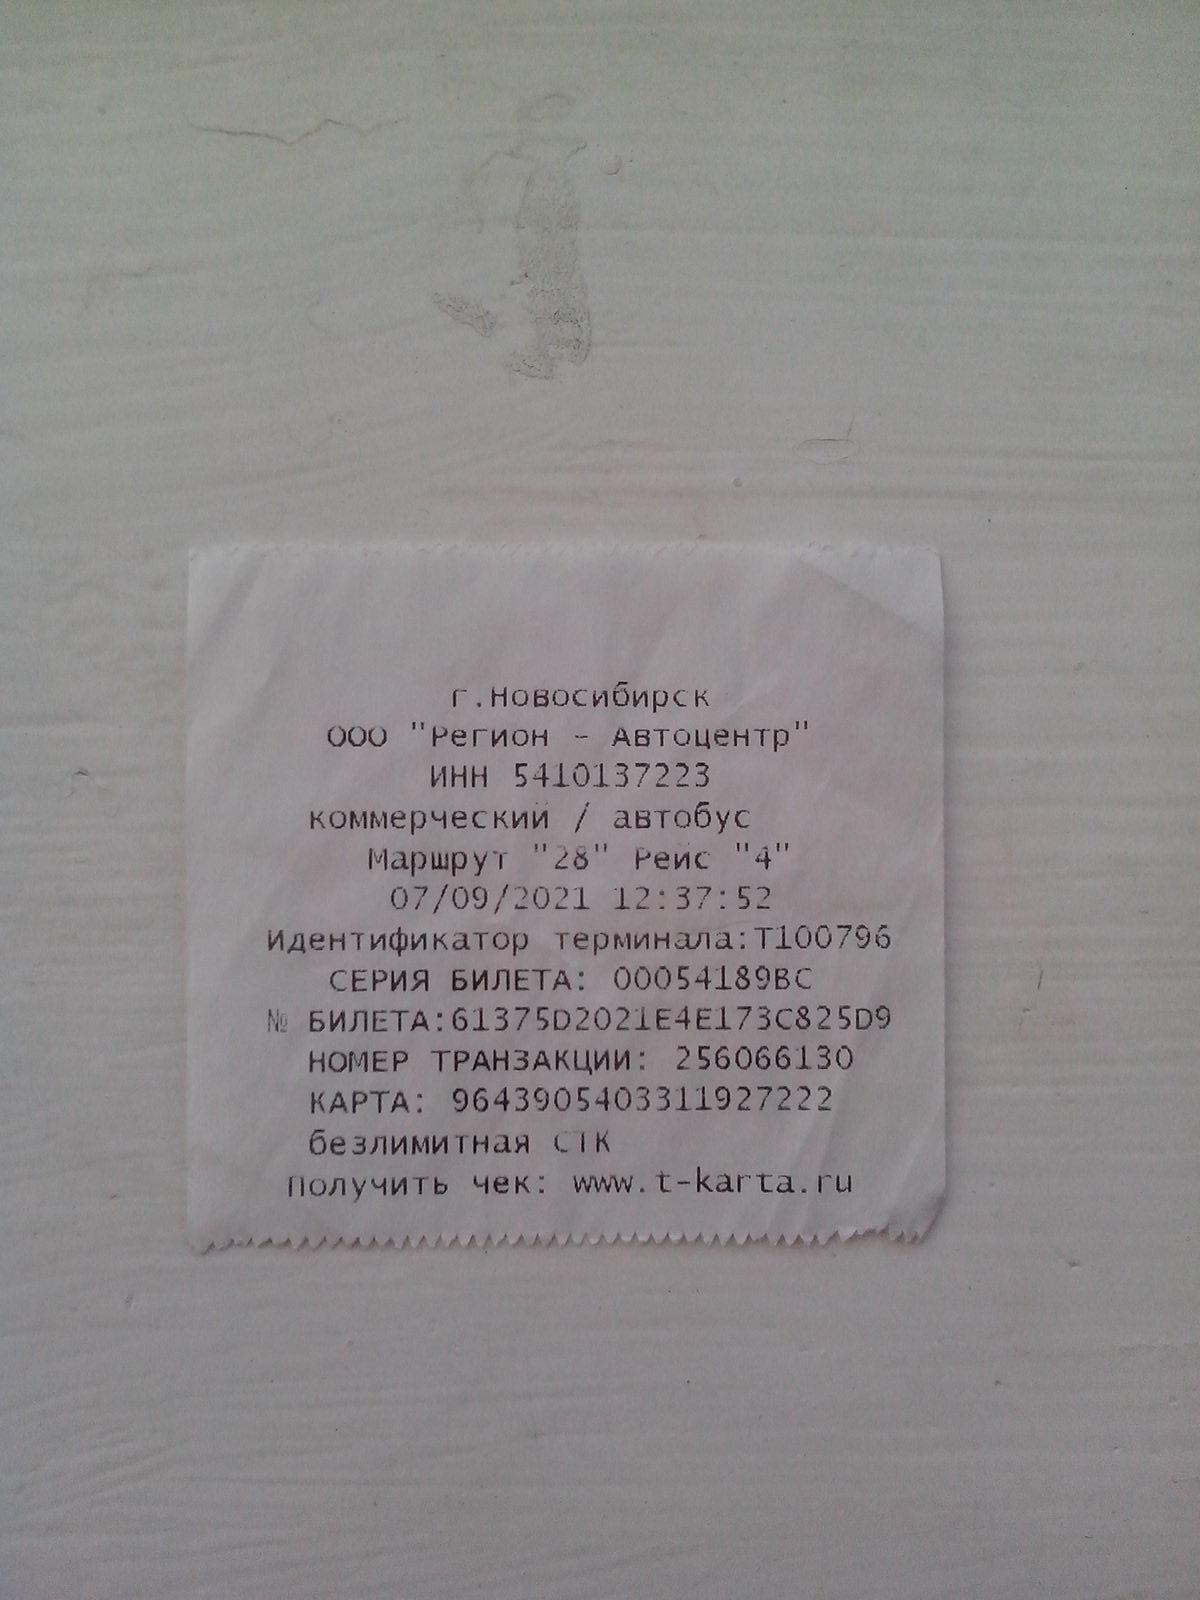 г.Новосибирск
ООО "Регион - Автоцентр"
ИНН 5410137223
коммерческий / автобус
Маршрут "28" Рейс "4"
07/09/2021 12:37:52
Идентификатор терминала:T100796
СЕРИЯ БИЛЕТА: 00054189BC
№ БИЛЕТА:61375D2021E4E173C825D9
НОМЕР ТРАНЗАКЦИИ: 256066130
КАРТА: 9643905403311927222
безлимитная СТК
Получить чек: www.t-karta.ru